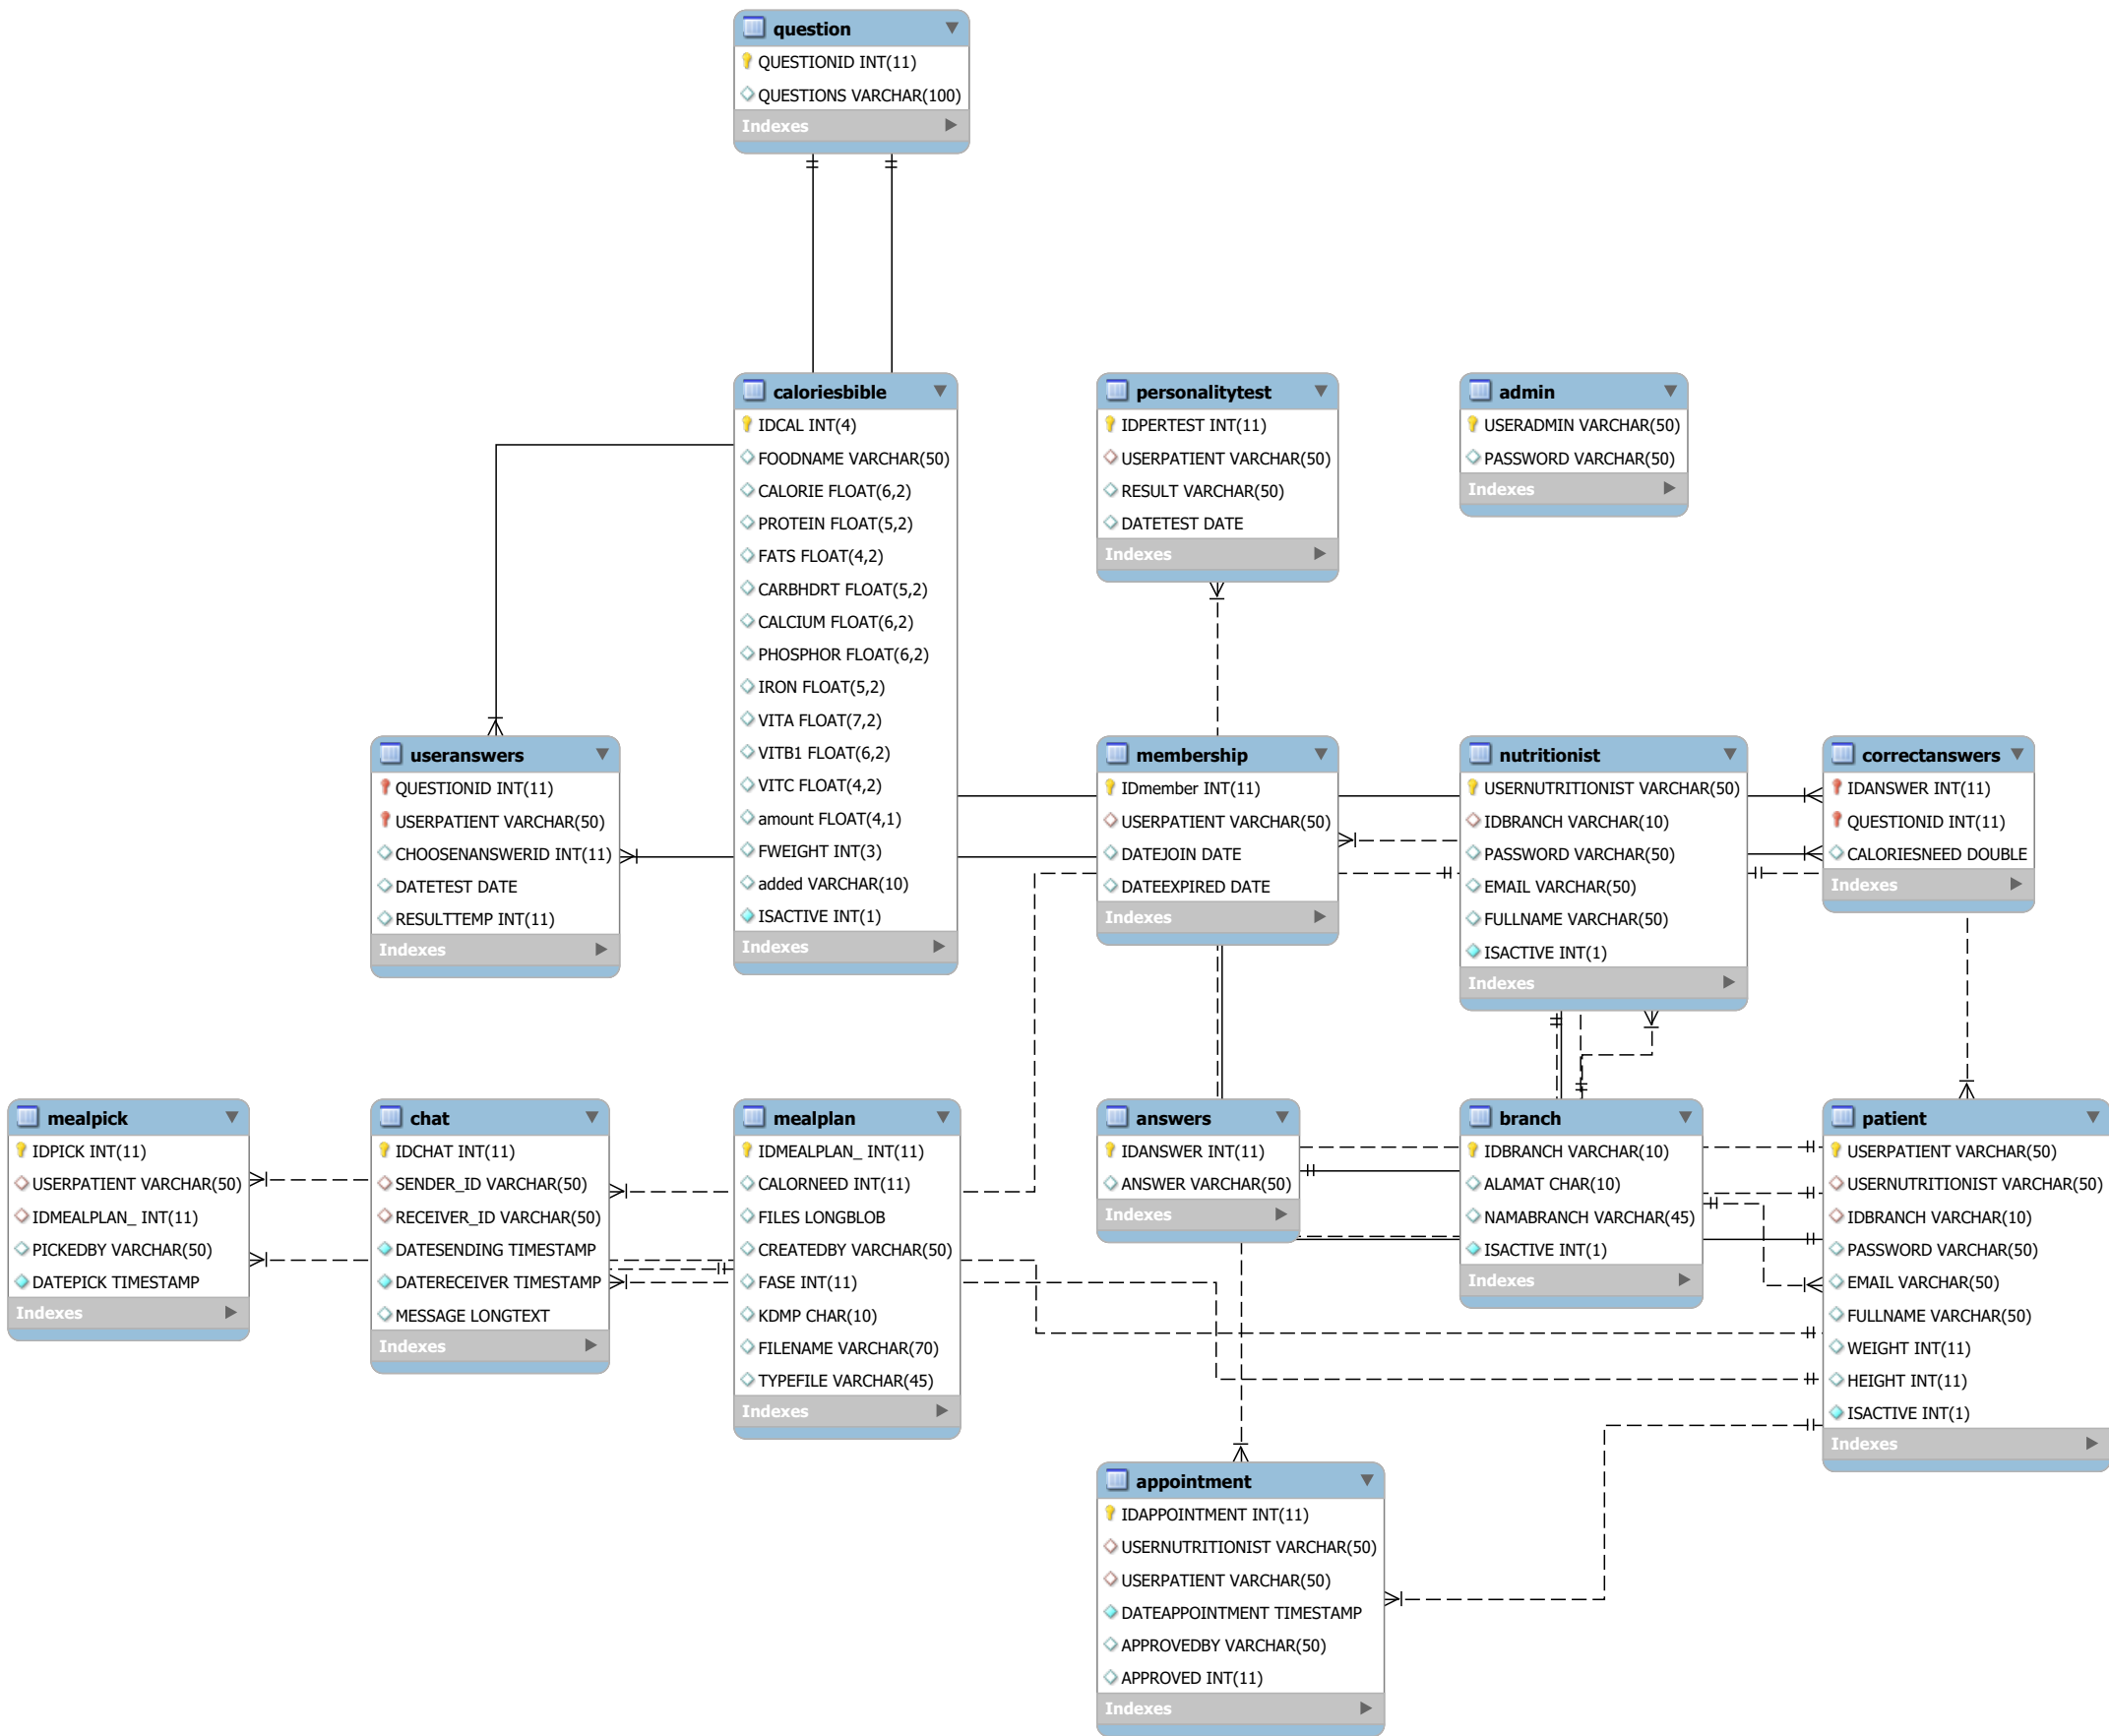 question
QUESTIONID INT(11)
QUESTIONS VARCHAR(100)
Indexes
caloriesbible
IDCAL INT(4)
FOODNAME VARCHAR(50)
CALORIE FLOAT(6,2)
PROTEIN FLOAT(5,2)
FATS FLOAT(4,2)
CARBHDRT FLOAT(5,2)
CALCIUM FLOAT(6,2)
PHOSPHOR FLOAT(6,2)
IRON FLOAT(5,2)
VITA FLOAT(7,2)
VITB1 FLOAT(6,2)
VITC FLOAT(4,2)
amount FLOAT(4,1)
FWEIGHT INT(3)
added VARCHAR(10)
ISACTIVE INT(1)
Indexes
personalitytest
IDPERTEST INT(11)
USERPATIENT VARCHAR(50)
RESULT VARCHAR(50)
DATETEST DATE
Indexes
admin
USERADMIN VARCHAR(50)
PASSWORD VARCHAR(50)
Indexes
useranswers
QUESTIONID INT(11)
USERPATIENT VARCHAR(50)
CHOOSENANSWERID INT(11)
DATETEST DATE
RESULTTEMP INT(11)
Indexes
membership
IDmember INT(11)
USERPATIENT VARCHAR(50)
DATEJOIN DATE
DATEEXPIRED DATE
Indexes
nutritionist
USERNUTRITIONIST VARCHAR(50)
IDBRANCH VARCHAR(10)
PASSWORD VARCHAR(50)
EMAIL VARCHAR(50)
FULLNAME VARCHAR(50)
ISACTIVE INT(1)
Indexes
correctanswers
IDANSWER INT(11)
QUESTIONID INT(11)
CALORIESNEED DOUBLE
Indexes
mealpick
IDPICK INT(11)
USERPATIENT VARCHAR(50)
IDMEALPLAN_ INT(11)
PICKEDBY VARCHAR(50)
DATEPICK TIMESTAMP
Indexes
chat
IDCHAT INT(11)
SENDER_ID VARCHAR(50)
RECEIVER_ID VARCHAR(50)
DATESENDING TIMESTAMP
DATERECEIVER TIMESTAMP
MESSAGE LONGTEXT
Indexes
mealplan
IDMEALPLAN_ INT(11)
CALORNEED INT(11)
FILES LONGBLOB
CREATEDBY VARCHAR(50)
FASE INT(11)
KDMP CHAR(10)
FILENAME VARCHAR(70)
TYPEFILE VARCHAR(45)
Indexes
answers
IDANSWER INT(11)
ANSWER VARCHAR(50)
Indexes
branch
IDBRANCH VARCHAR(10)
ALAMAT CHAR(10)
NAMABRANCH VARCHAR(45)
ISACTIVE INT(1)
Indexes
patient
USERPATIENT VARCHAR(50)
USERNUTRITIONIST VARCHAR(50)
IDBRANCH VARCHAR(10)
PASSWORD VARCHAR(50)
EMAIL VARCHAR(50)
FULLNAME VARCHAR(50)
WEIGHT INT(11)
HEIGHT INT(11)
ISACTIVE INT(1)
Indexes
appointment
IDAPPOINTMENT INT(11)
USERNUTRITIONIST VARCHAR(50)
USERPATIENT VARCHAR(50)
DATEAPPOINTMENT TIMESTAMP
APPROVEDBY VARCHAR(50)
APPROVED INT(11)
Indexes